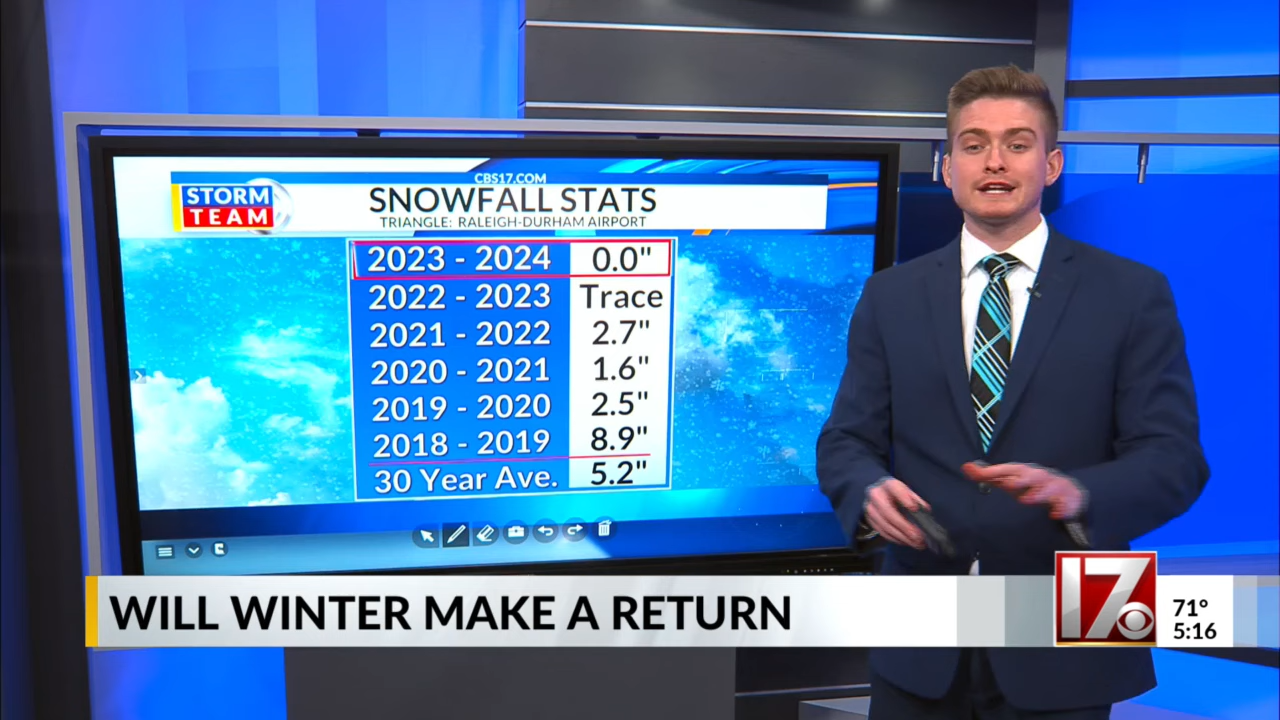 CBS17.COM
STORM
TEAM
SNOWFALL STATS
TRIANGLE: RALEIGH-DURHAM AIRPORT
2023 - 2024 0.0"
2022 - 2023 Trace
2021 - 2022 2.7"
2020 - 2021 1.6"
2019 - 2020 2.5"
2018 - 2019 8.9"
30 Year Ave. 5.2"
WILL WINTER MAKE A RETURN
17
71°
5:16